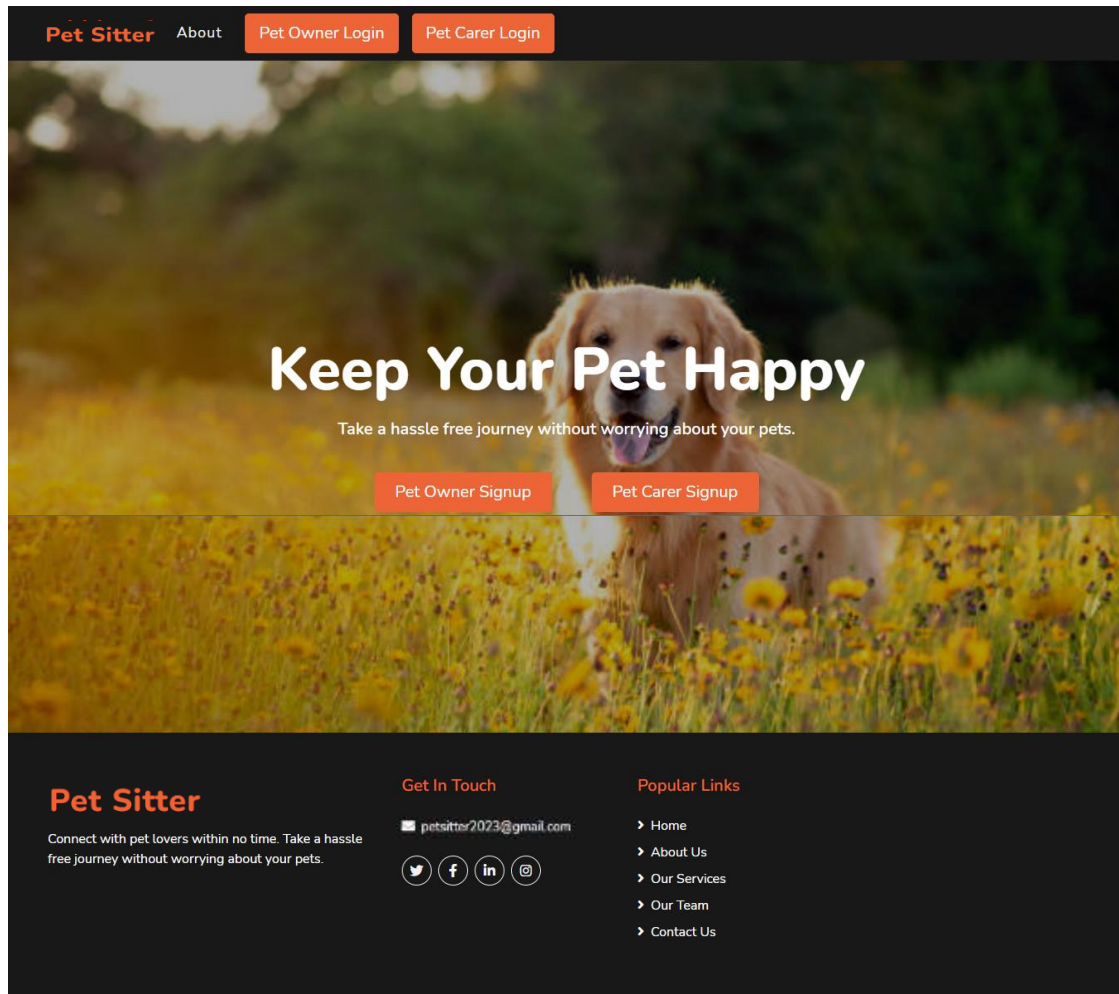 Pet Sitter About Pet Owner Login Pet Carer Login
Keep Your Pet Happy
Take a hassle free journey without worrying about your pets.
Pet Owner Signup Pet Carer Signup
Pet Sitter
Connect with pet lovers within no time. Take a hassle
free journey without worrying about your pets.
Get In Touch
petsitter2023@gmail.com
Popular Links
Home
About Us
Our Services
Our Team
Contact Us